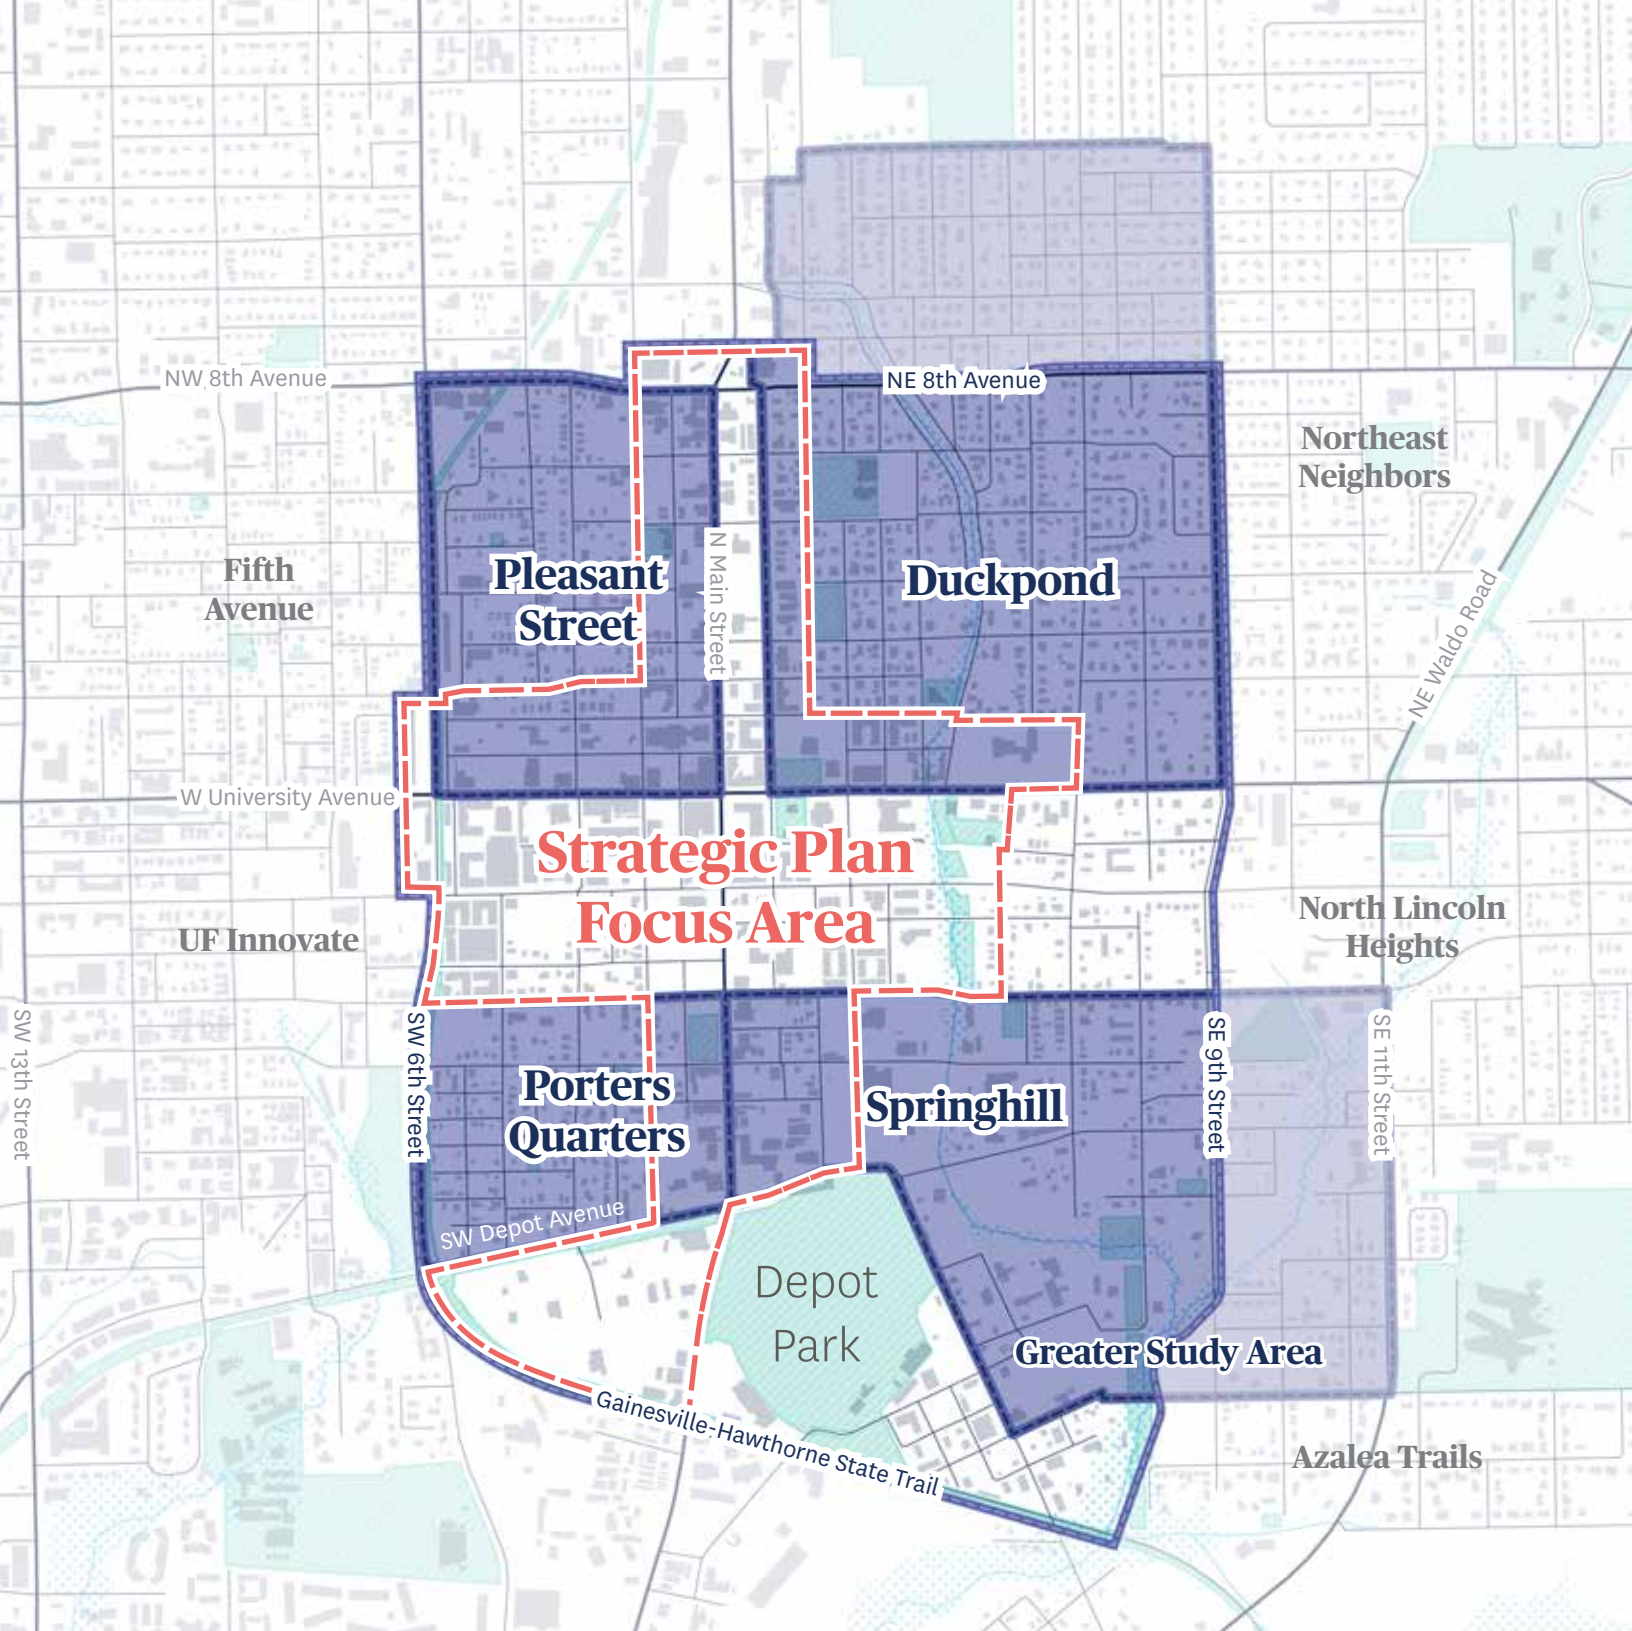 NW 8th Avenue
NE 8th Avenue
Northeast
Neighbors
Fifth
Avenue
Pleasant
Street
N Main Street
Duckpond
NE Waldo Road
W University Avenue
Strategic Plan
Focus Area
UF Innovate
North Lincoln
Heights
SW 13th Street
SW 6th Street
Porters
Quarters
Springhill
SE 9th Street
SE 11th Street
SW Depot Avenue
Depot
Park
Greater Study Area
Gainesville-Hawthorne State Trail
Azalea Trails